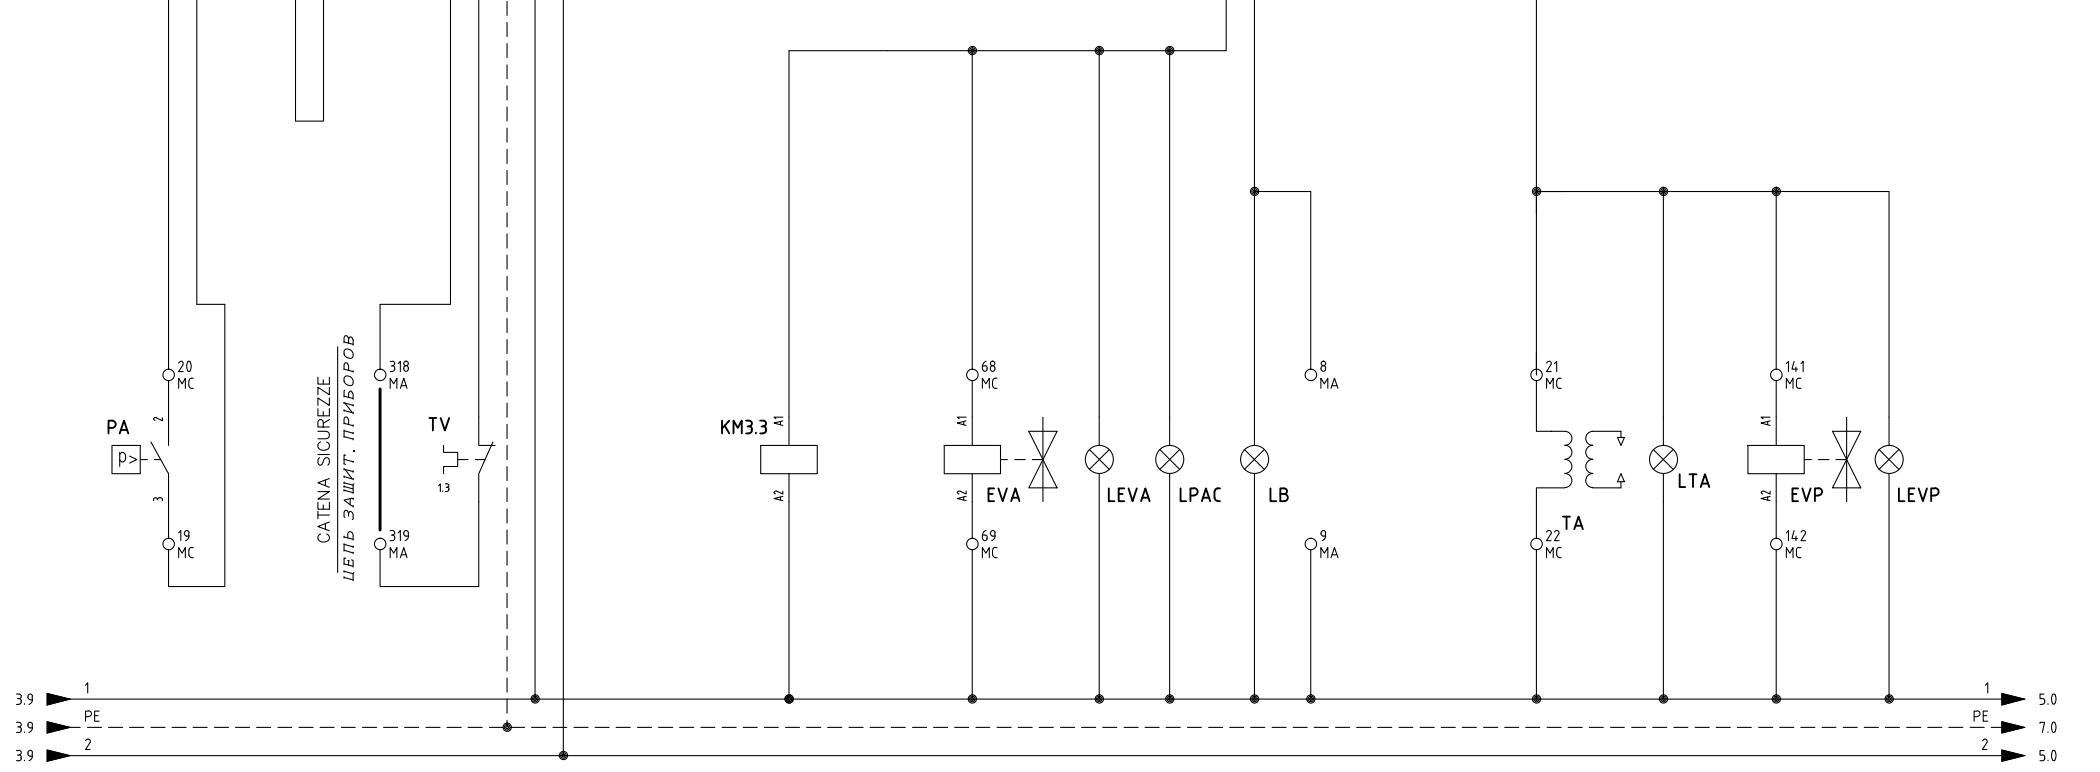 20
MC
PA
2
p>
3
19
MC
CATENA SICUREZZE
ЦЕПЬ ЗАЩИТ. ПРИБОРОВ
318
MA
TV
1.3
319
MA
KM3.3
A1
A2
68
MC
A1
EVA
A2
69
MC
LEVA
LPAC
LB
8
MA
9
MA
21
MC
TA
22
MC
LTA
141
MC
A1
EVP
A2
142
MC
LEVP
3.9 1 1 5.0
3.9 PE PE 7.0
3.9 2 2 5.0